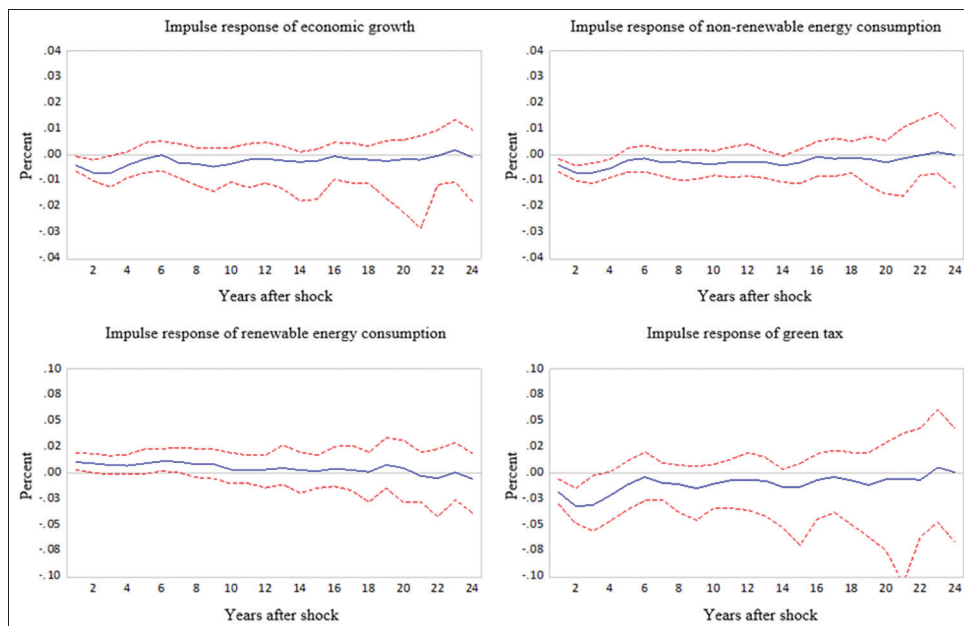 Impulse response of economic growth
.04
.03
.02
.01
.00
-.01
-.02
-.03
-.04
Percent
2 4 6 8 10 12 14 16 18 20 22 24
Years after shock
Impulse response of non-renewable energy consumption
.04
.03
.02
.01
.00
-.01
-.02
-.03
-.04
Percent
2 4 6 8 10 12 14 16 18 20 22 24
Years after shock
Impulse response of renewable energy consumption
.10
.08
.05
.02
.00
-.03
-.05
-.08
-.10
Percent
2 4 6 8 10 12 14 16 18 20 22 24
Years after shock
Impulse response of green tax
.10
.08
.05
.02
.00
-.03
-.05
-.08
-.10
Percent
2 4 6 8 10 12 14 16 18 20 22 24
Years after shock